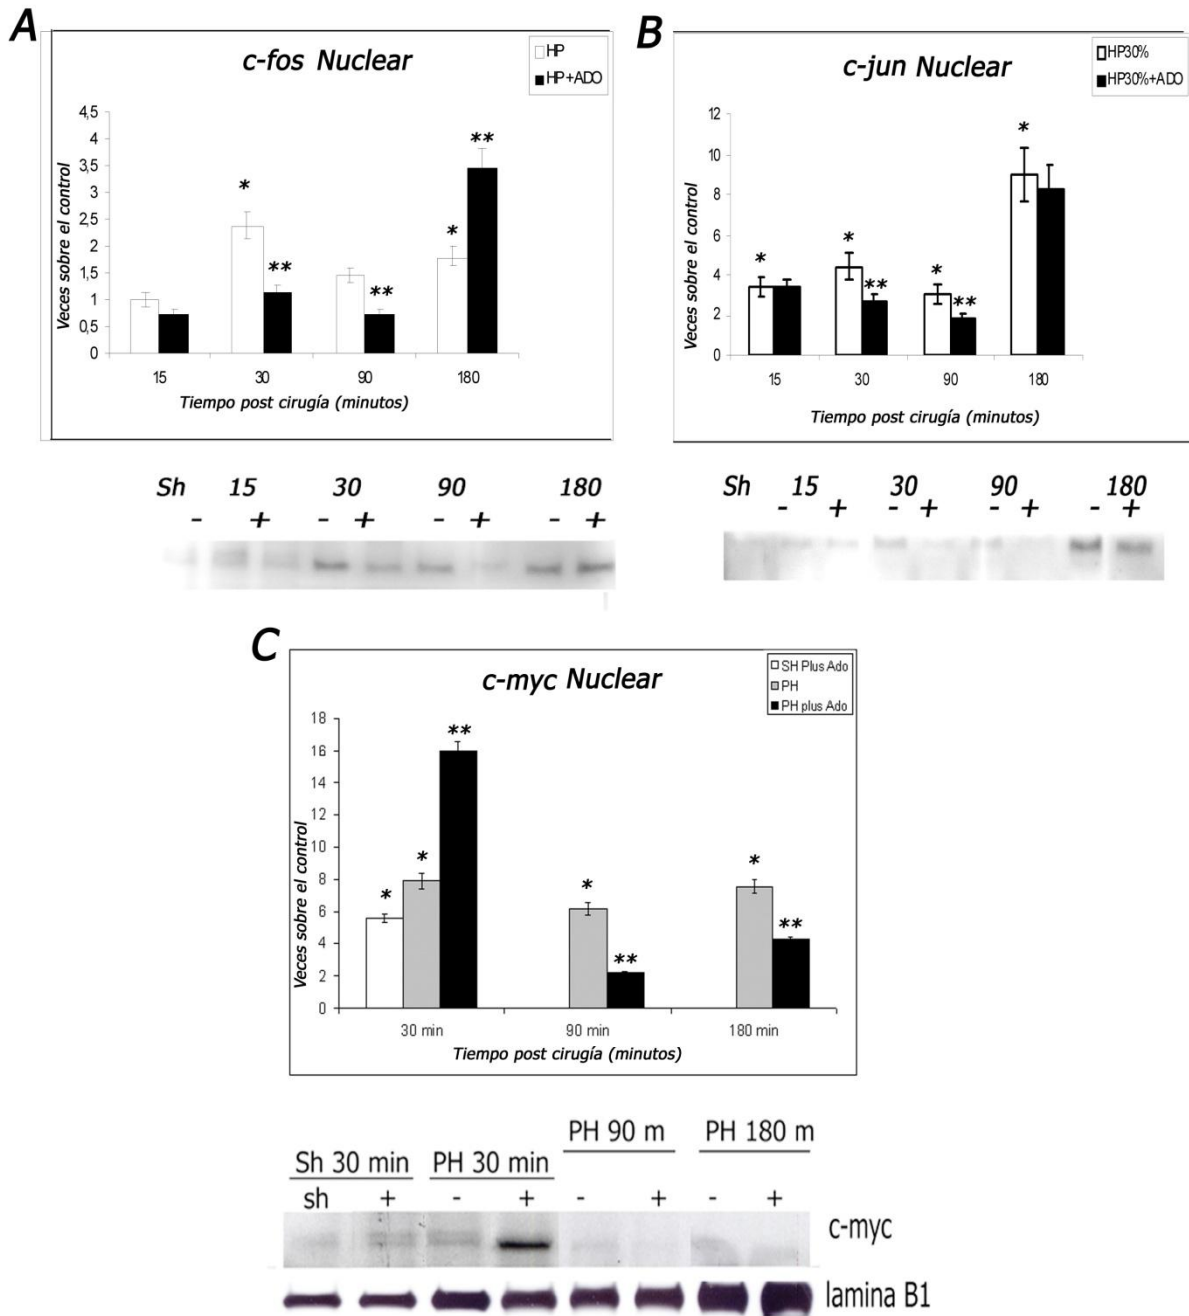 A
c-fos Nuclear
HP
HP+ADO
Veces sobre el control
4,5
4
3,5
3
2,5
2
1,5
1
0,5
0
*
**
**
*
**
15 30 90 180
Tiempo post cirugía (minutos)
Sh 15 30 90 180
- + - + - + - +
B
c-jun Nuclear
HP30%
HP30%+ADO
Veces sobre el control
12
10
8
6
4
2
0
*
*
**
*
**
*
15 30 90 180
Tiempo post cirugía (minutos)
Sh 15 30 90 180
- + - + - + - +
C
c-myc Nuclear
SH Plus Ado
PH
PH plus Ado
Veces sobre el control
18
16
14
12
10
8
6
4
2
0
*
*
**
*
**
*
**
30 min 90 min 180 min
Tiempo post cirugía (minutos)
Sh 30 min PH 30 min PH 90 m PH 180 m
sh + - + - + - +
c-myc
lamina B1